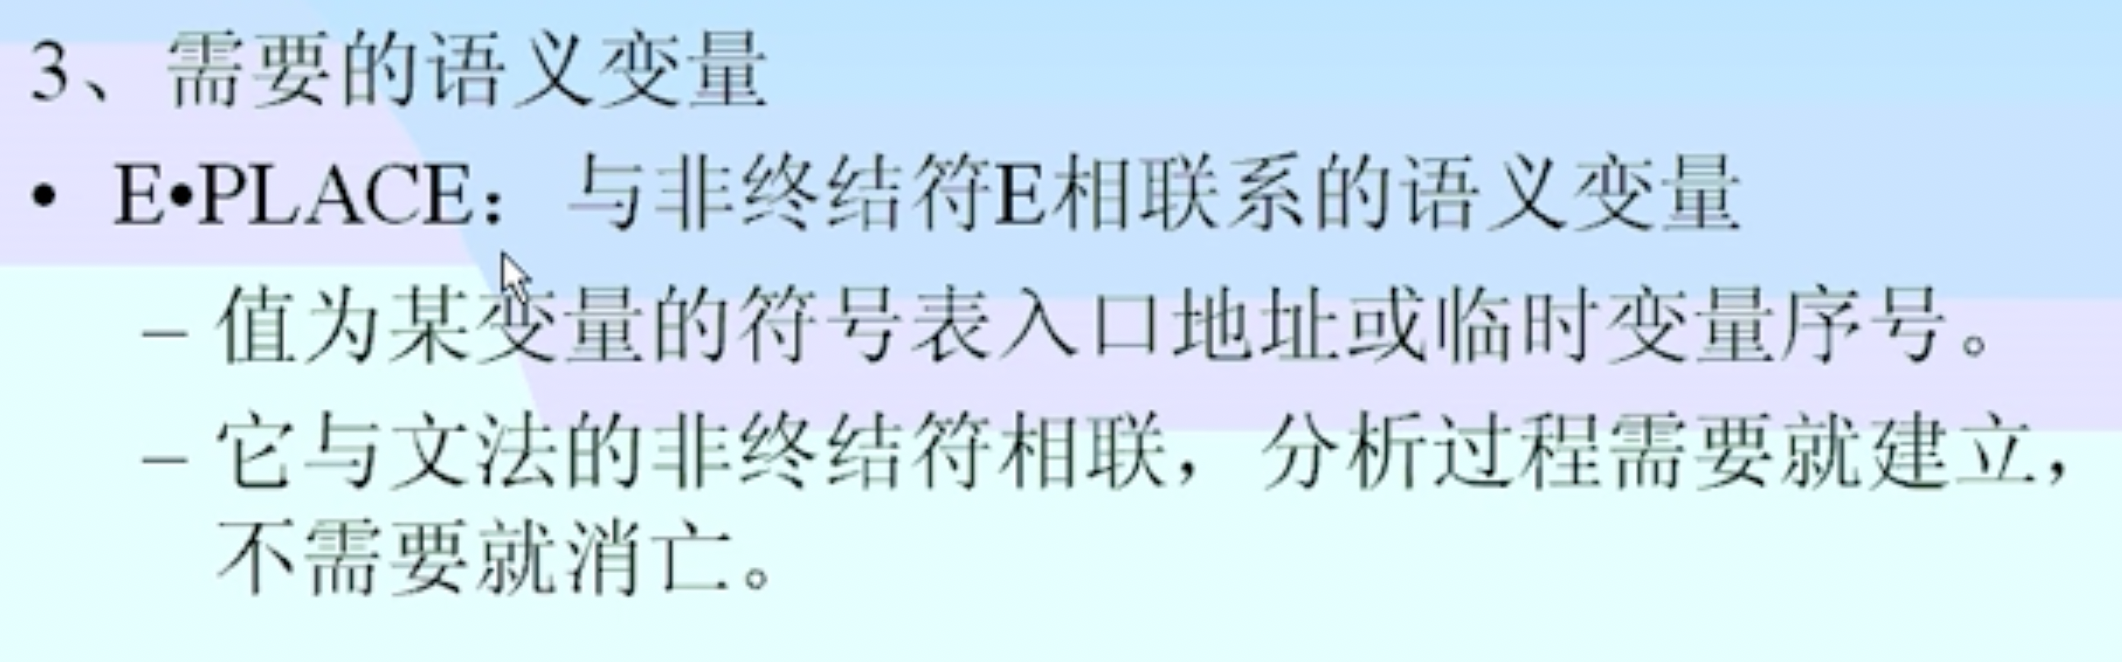 3、需要的语义变量
• E•PLACE：与非终结符E相联系的语义变量
– 值为某变量的符号表入口地址或临时变量序号。
– 它与文法的非终结符相联，分析过程需要就建立，
不需要就消亡。